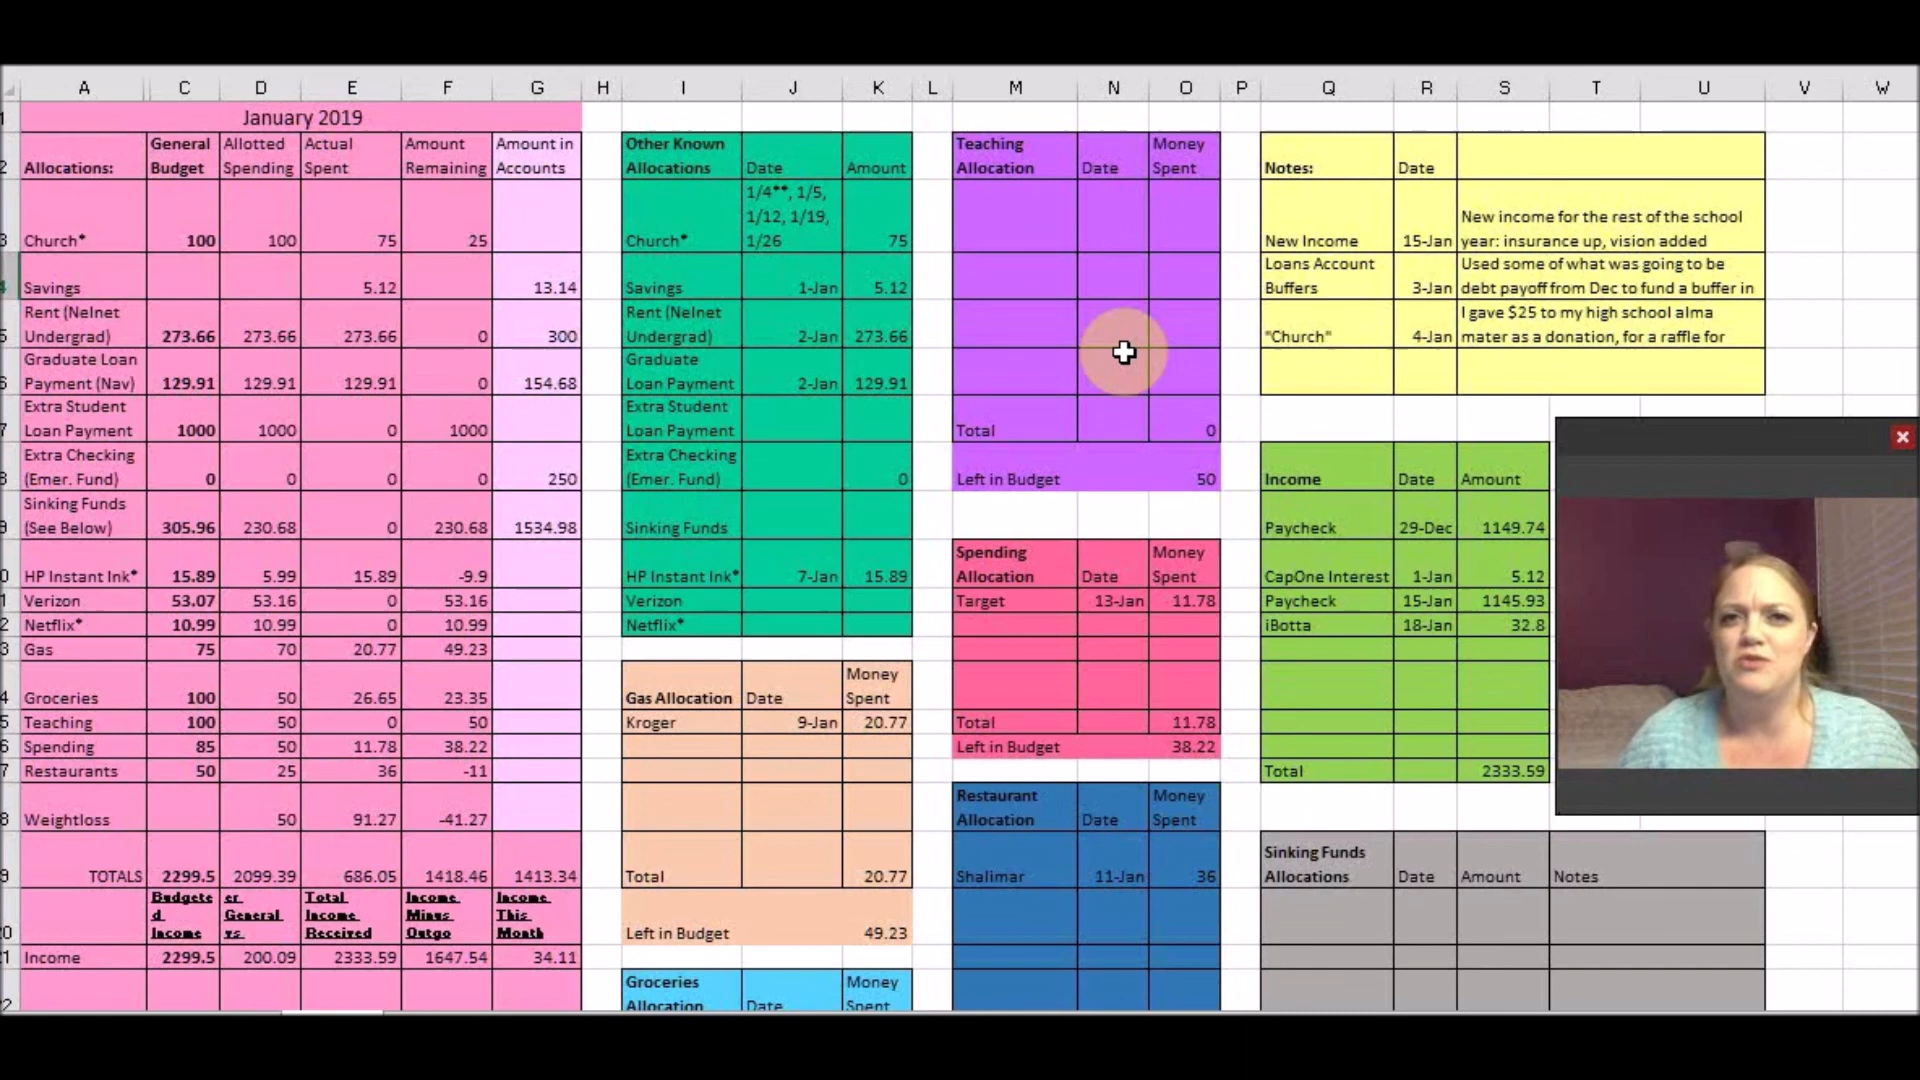 A C D E F G H I J K L M N O P Q R S T U V W
January 2019
Allocations: General Budget Allotted Spending Actual Spent Amount Remaining Amount in Accounts
Church* 100 100 75 25
Savings 5.12 13.14
Rent (Nelnet Undergrad) 273.66 273.66 273.66 0 300
Graduate Loan Payment (Nav) 129.91 129.91 129.91 0 154.68
Extra Student Loan Payment 1000 1000 0 1000
Extra Checking (Emer. Fund) 0 0 0 0 250
Sinking Funds (See Below) 305.96 230.68 0 230.68 1534.98
HP Instant Ink* 15.89 5.99 15.89 -9.9
Verizon 53.07 53.16 0 53.16
Netflix* 10.99 10.99 0 10.99
Gas 75 70 20.77 49.23
Groceries 100 50 26.65 23.35
Teaching 100 50 0 50
Spending 85 50 11.78 38.22
Restaurants 50 25 36 -11
Weightloss 50 91.27 -41.27
TOTALS 2299.5 2099.39 686.05 1418.46 1413.34
Budgeted Income er General Total Income Received Income Minus Outgo Income This Month
Income 2299.5 200.09 2333.59 1647.54 34.11
Other Known Allocations Date Amount
Church* 1/4**, 1/5, 1/12, 1/19, 1/26 75
Savings 1-Jan 5.12
Rent (Nelnet Undergrad) 2-Jan 273.66
Graduate Loan Payment 2-Jan 129.91
Extra Student Loan Payment
Extra Checking (Emer. Fund) 0
Sinking Funds
HP Instant Ink* 7-Jan 15.89
Verizon
Netflix*
Gas Allocation Date Money Spent
Kroger 9-Jan 20.77
Total 20.77
Left in Budget 49.23
Groceries Allocation Date Money Spent
Teaching Allocation Date Money Spent
Total 0
Left in Budget 50
Spending Allocation Date Money Spent
Target 13-Jan 11.78
Total 11.78
Left in Budget 38.22
Restaurant Allocation Date Money Spent
Shalimar 11-Jan 36
Notes: Date
New Income 15-Jan New income for the rest of the school year: insurance up, vision added
Loans Account Buffers 3-Jan Used some of what was going to be debt payoff from Dec to fund a buffer in
"Church" 4-Jan I gave $25 to my high school alma mater as a donation, for a raffle for
Income Date Amount
Paycheck 29-Dec 1149.74
CapOne Interest 1-Jan 5.12
Paycheck 15-Jan 1145.93
iBotta 18-Jan 32.8
Total 2333.59
Sinking Funds Allocations Date Amount Notes